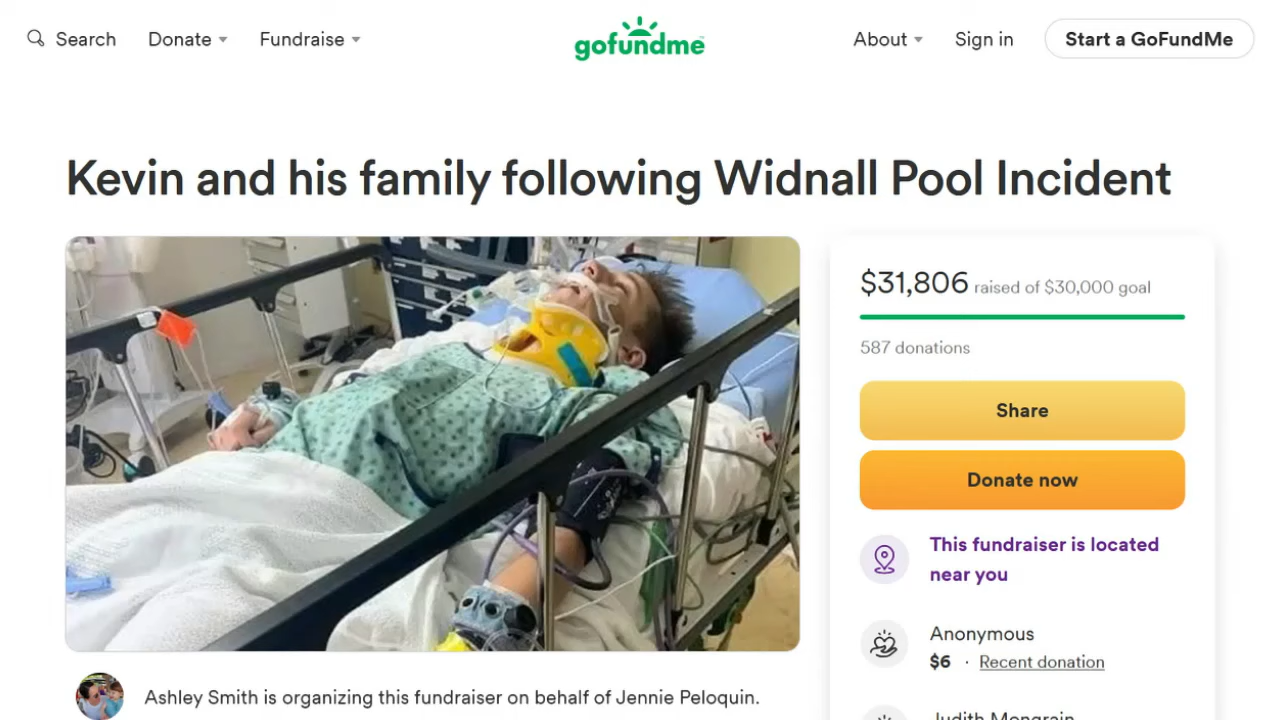 Search Donate Fundraise gofundme About Sign in Start a GoFundMe
Kevin and his family following Widnall Pool Incident
$31,806 raised of $30,000 goal
587 donations
Share
Donate now
This fundraiser is located
near you
Anonymous
$6 · Recent donation
Judith Mongrain
Ashley Smith is organizing this fundraiser on behalf of Jennie Peloquin.